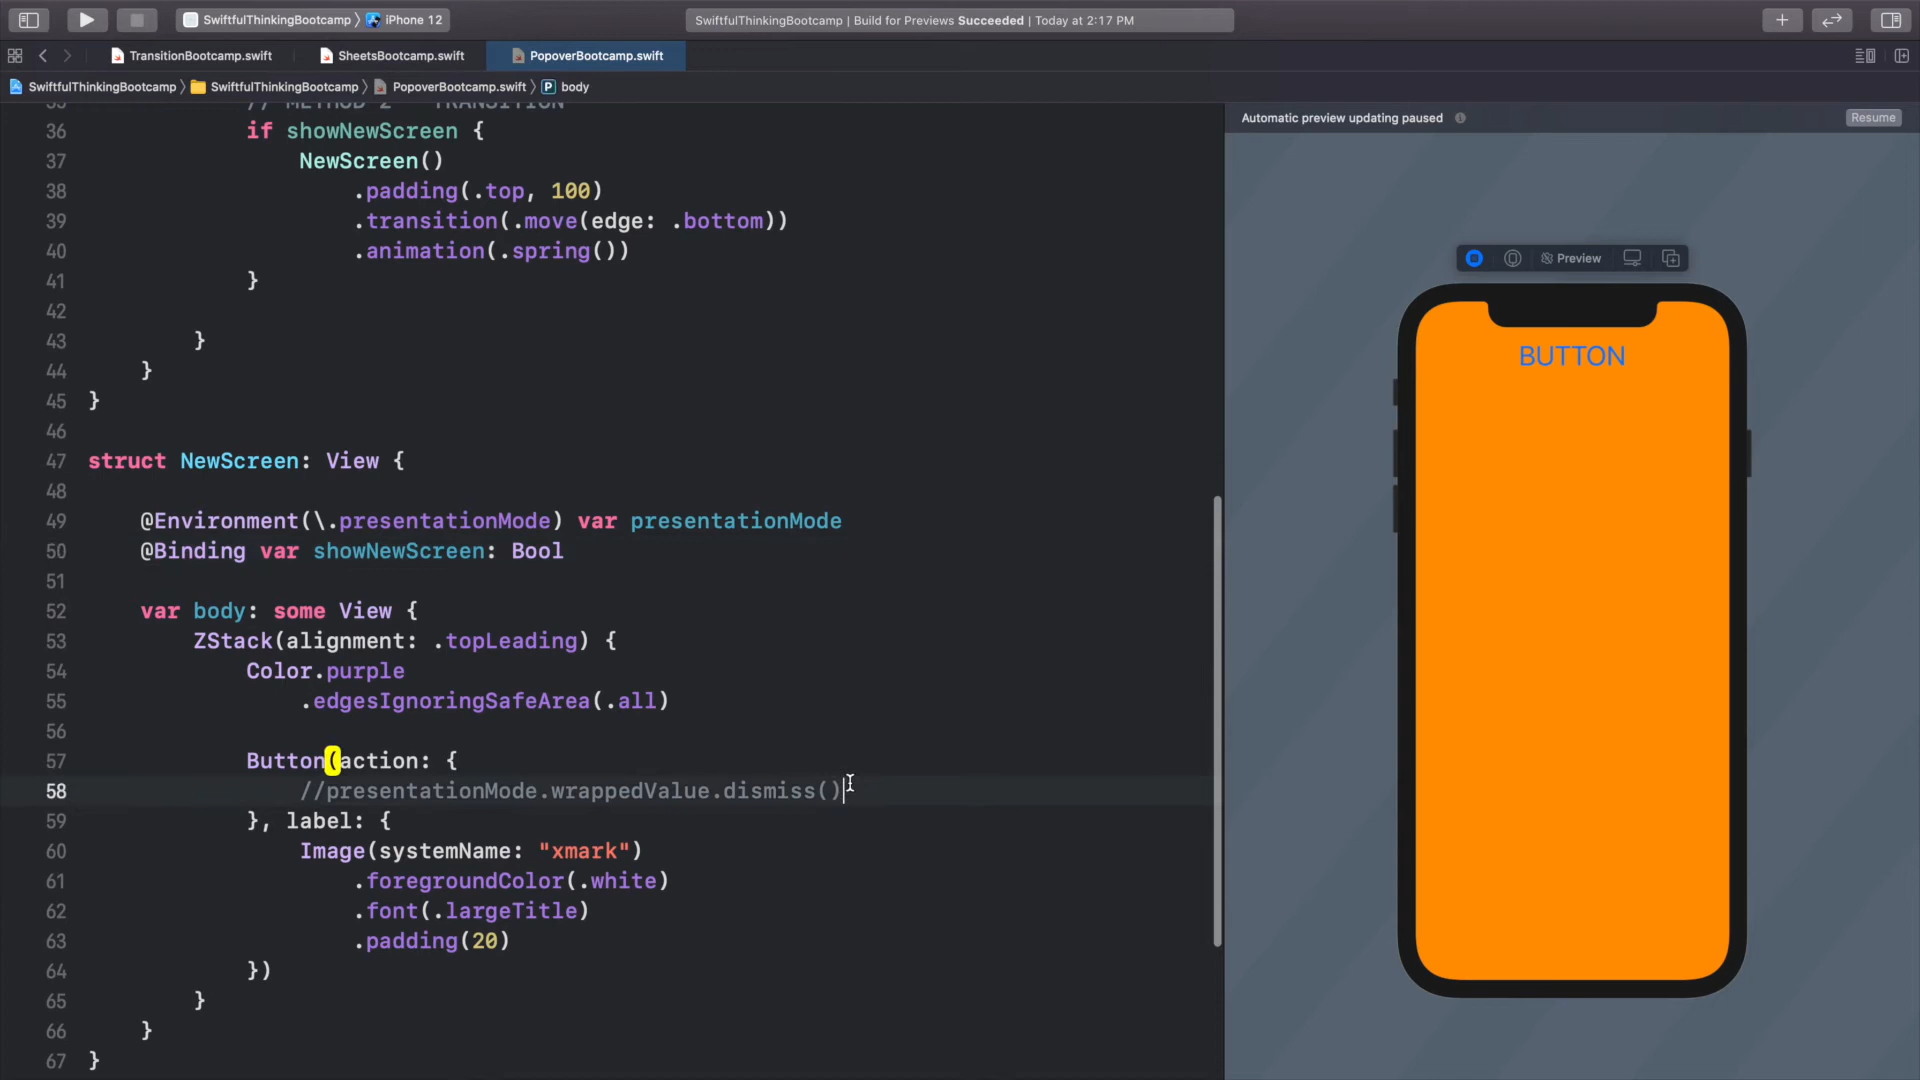 SwiftfulThinkingBootcamp 〉 iPhone 12
SwiftfulThinkingBootcamp | Build for Previews Succeeded | Today at 2:17 PM
TransitionBootcamp.swift
SheetsBootcamp.swift
PopoverBootcamp.swift
SwiftfulThinkingBootcamp 〉 SwiftfulThinkingBootcamp 〉 PopoverBootcamp.swift 〉 P body
Automatic preview updating paused
Resume
35 // METHOD 2 - TRANSITION
36 if showNewScreen {
37 NewScreen()
38 .padding(.top, 100)
39 .transition(.move(edge: .bottom))
40 .animation(.spring())
41 }
42
43 }
44 }
45 }
46
47 struct NewScreen: View {
48
49 @Environment(\.presentationMode) var presentationMode
50 @Binding var showNewScreen: Bool
51
52 var body: some View {
53 ZStack(alignment: .topLeading) {
54 Color.purple
55 .edgesIgnoringSafeArea(.all)
56
57 Button(action: {
58 //presentationMode.wrappedValue.dismiss()
59 }, label: {
60 Image(systemName: "xmark")
61 .foregroundColor(.white)
62 .font(.largeTitle)
63 .padding(20)
64 })
65 }
66 }
67 }
Preview
BUTTON